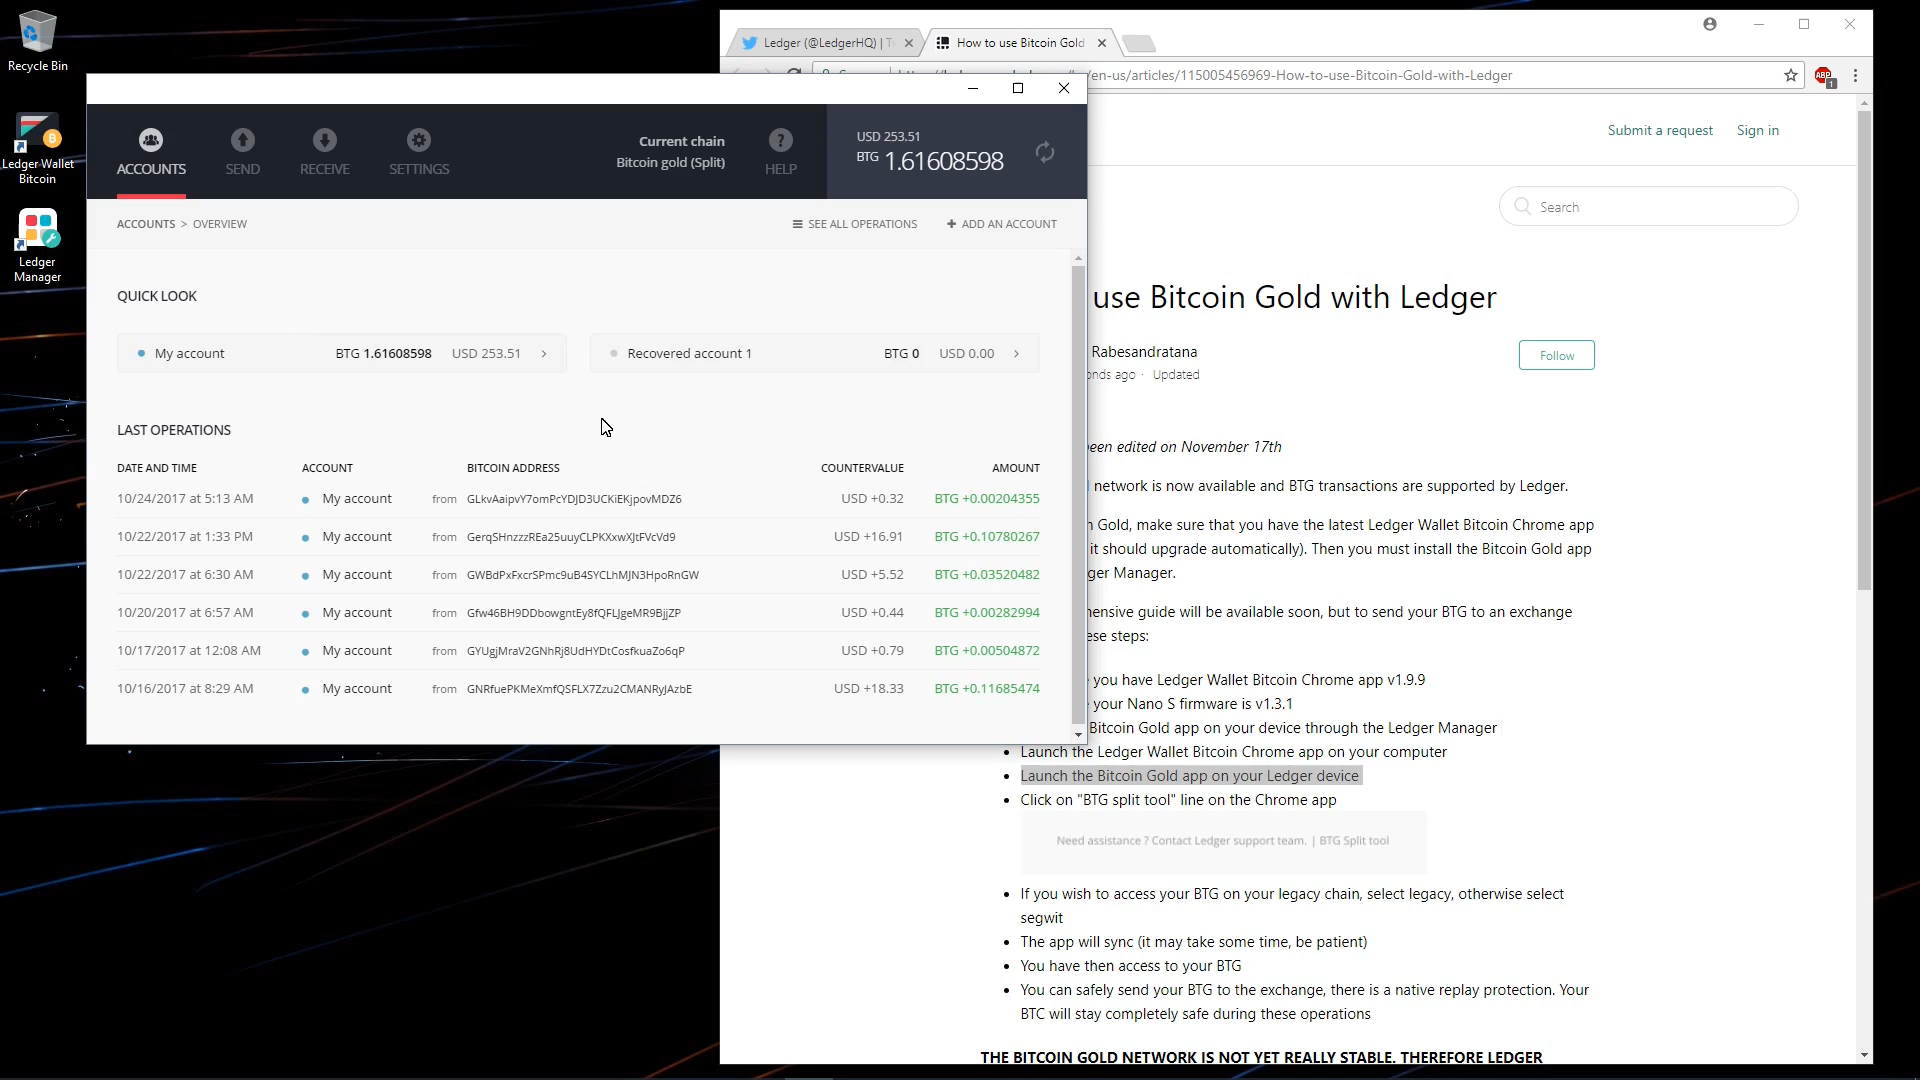 Recycle Bin
Ledger Wallet
Bitcoin
Ledger
Manager
Ledger (@LedgerHQ) | T
How to use Bitcoin Gold
/en-us/articles/115005456969-How-to-use-Bitcoin-Gold-with-Ledger
ABP
1
ACCOUNTS
SEND
RECEIVE
SETTINGS
Current chain
Bitcoin gold (Split)
HELP
USD 253.51
BTG 1.61608598
ACCOUNTS > OVERVIEW
SEE ALL OPERATIONS
ADD AN ACCOUNT
QUICK LOOK
My account BTG 1.61608598 USD 253.51
Recovered account 1 BTG 0 USD 0.00
LAST OPERATIONS
DATE AND TIME ACCOUNT BITCOIN ADDRESS COUNTERVALUE AMOUNT
10/24/2017 at 5:13 AM My account from GLkvAaipvY7omPcYDJD3UCKiEKjpovMDZ6 USD +0.32 BTG +0.00204355
10/22/2017 at 1:33 PM My account from GerqSHnzzzREa25uuyCLPKXxwXJtFVcVd9 USD +16.91 BTG +0.10780267
10/22/2017 at 6:30 AM My account from GWBdPxFxcrSPmc9uB4SYCLhMJN3HpoRnGW USD +5.52 BTG +0.03520482
10/20/2017 at 6:57 AM My account from Gfw46BH9DDbowgntEy8fQFLJgeMR9BjjZP USD +0.44 BTG +0.00282994
10/17/2017 at 12:08 AM My account from GYUgjMraV2GNhRj8UdHYDtCosfkuaZo6qP USD +0.79 BTG +0.00504872
10/16/2017 at 8:29 AM My account from GNRfuePKMeXmfQSFLX7Zzu2CMANRyJAzbE USD +18.33 BTG +0.11685474
Submit a request
Sign in
Search
use Bitcoin Gold with Ledger
Rabesandratana
onds ago · Updated
Follow
een edited on November 17th
network is now available and BTG transactions are supported by Ledger.
Gold, make sure that you have the latest Ledger Wallet Bitcoin Chrome app
it should upgrade automatically). Then you must install the Bitcoin Gold app
ger Manager.
hensive guide will be available soon, but to send your BTG to an exchange
ese steps:
you have Ledger Wallet Bitcoin Chrome app v1.9.9
your Nano S firmware is v1.3.1
Bitcoin Gold app on your device through the Ledger Manager
Launch the Ledger Wallet Bitcoin Chrome app on your computer
Launch the Bitcoin Gold app on your Ledger device
Click on "BTG split tool" line on the Chrome app
Need assistance ? Contact Ledger support team. | BTG Split tool
If you wish to access your BTG on your legacy chain, select legacy, otherwise select
segwit
The app will sync (it may take some time, be patient)
You have then access to your BTG
You can safely send your BTG to the exchange, there is a native replay protection. Your
BTC will stay completely safe during these operations
THE BITCOIN GOLD NETWORK IS NOT YET REALLY STABLE. THEREFORE LEDGER